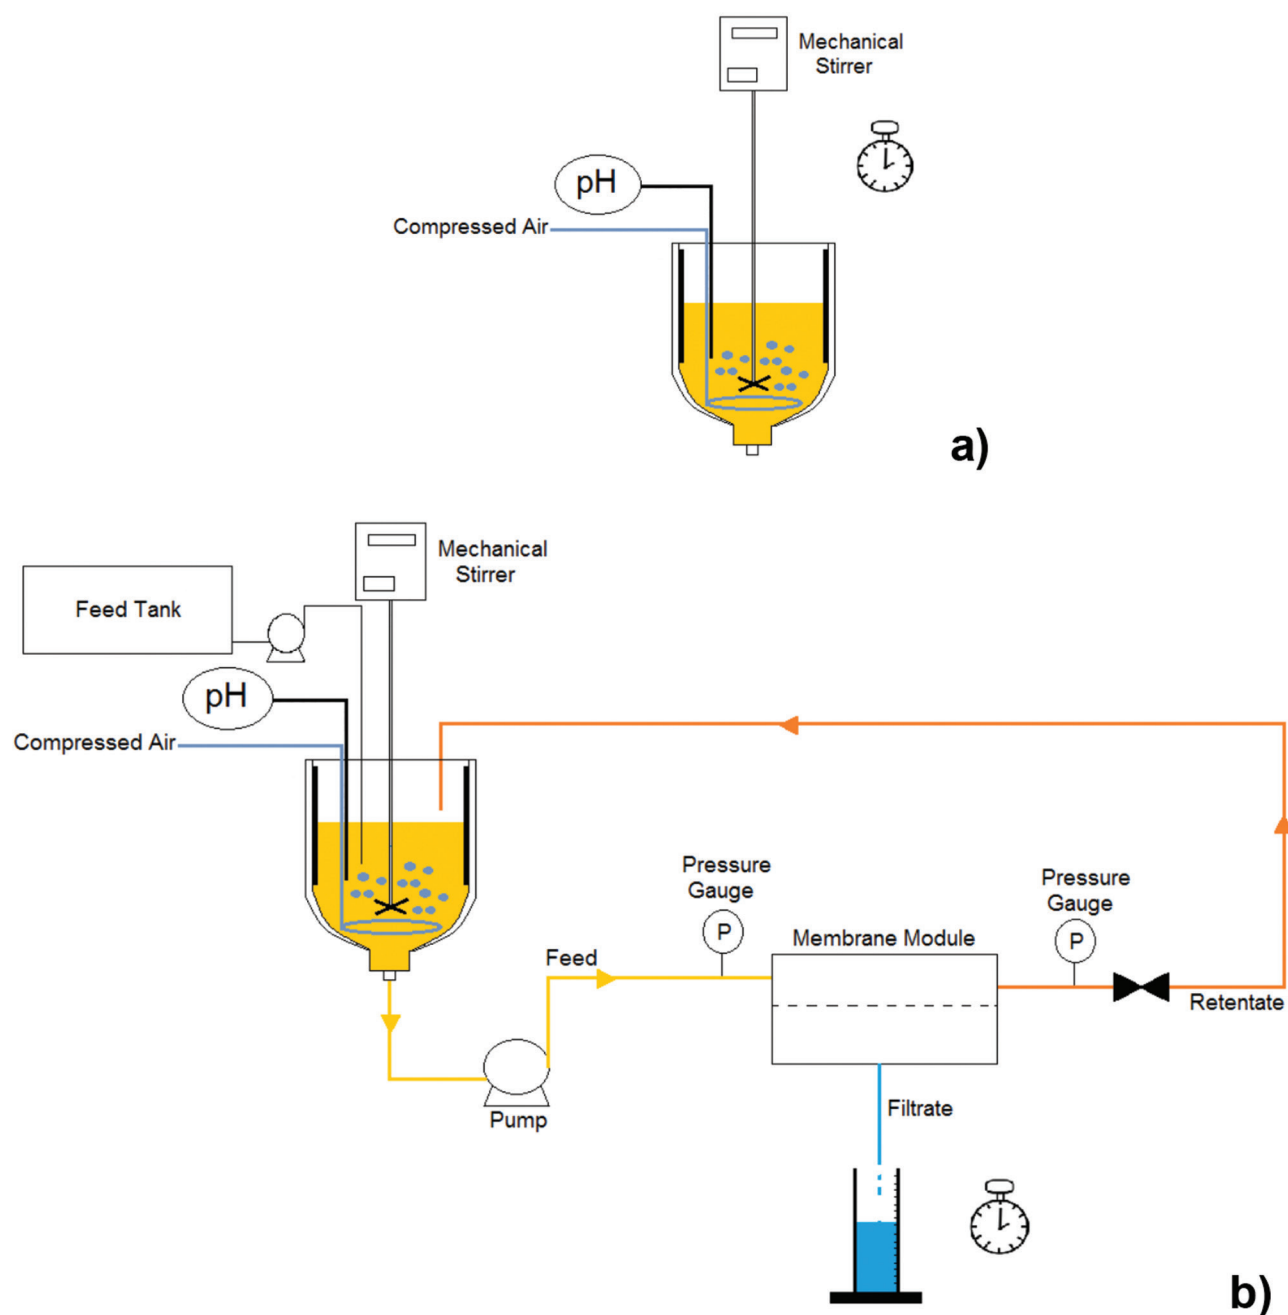 Mechanical
Stirrer
pH
Compressed Air
a)
Mechanical
Stirrer
Feed Tank
pH
Compressed Air
Pressure
Gauge
Pressure
Gauge
P
P
Membrane Module
Feed
Retentate
Pump
Filtrate
b)